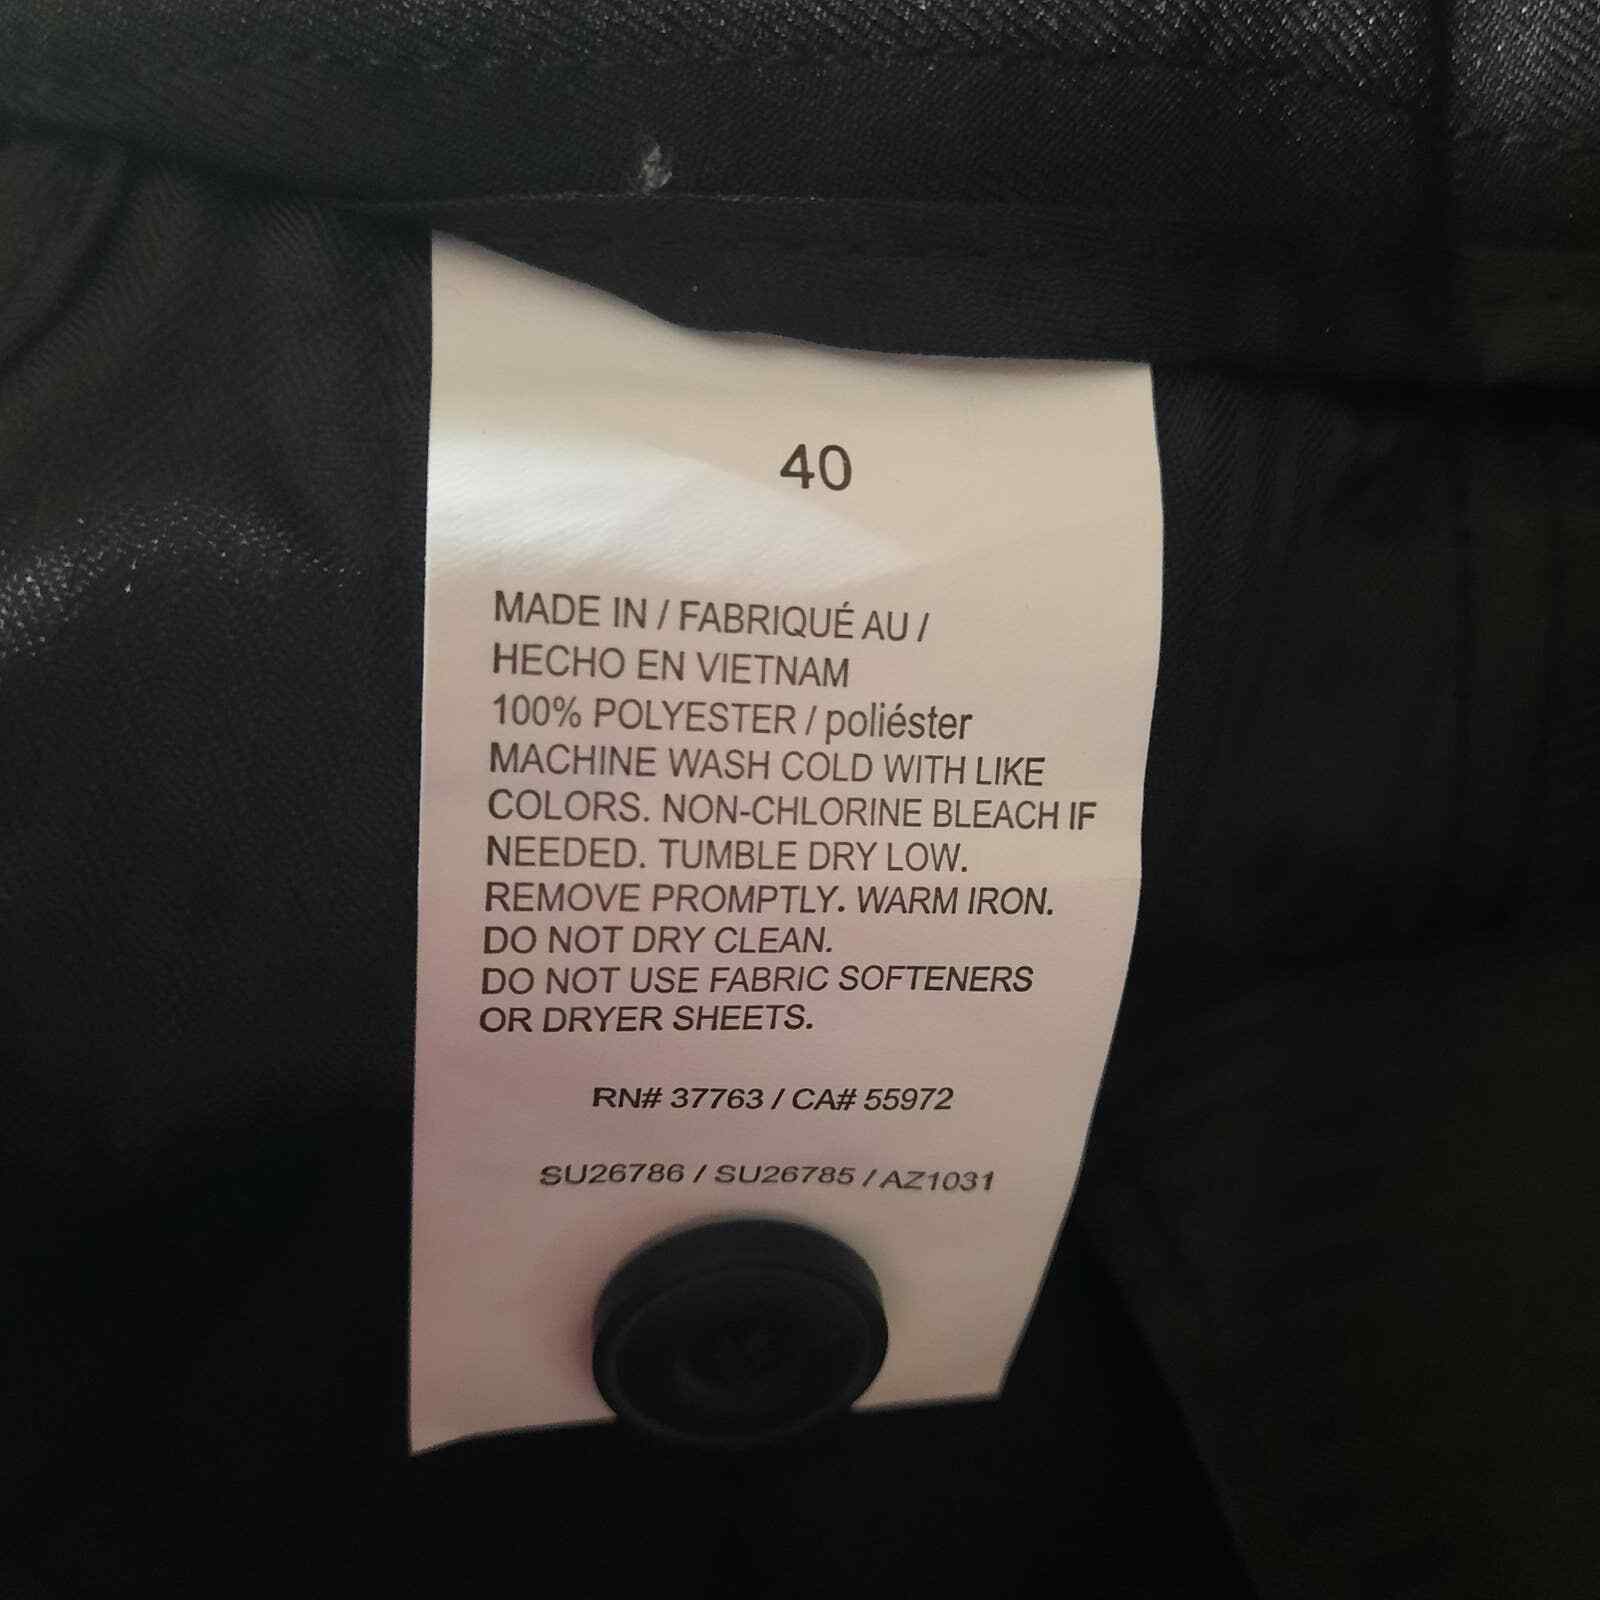 40
MADE IN / FABRIQUÉ AU /
HECHO EN VIETNAM
100% POLYESTER / poliéster
MACHINE WASH COLD WITH LIKE
COLORS. NON-CHLORINE BLEACH IF
NEEDED. TUMBLE DRY LOW.
REMOVE PROMPTLY. WARM IRON.
DO NOT DRY CLEAN.
DO NOT USE FABRIC SOFTENERS
OR DRYER SHEETS.
RN# 37763 / CA# 55972
SU26786 / SU26785 / AZ1031